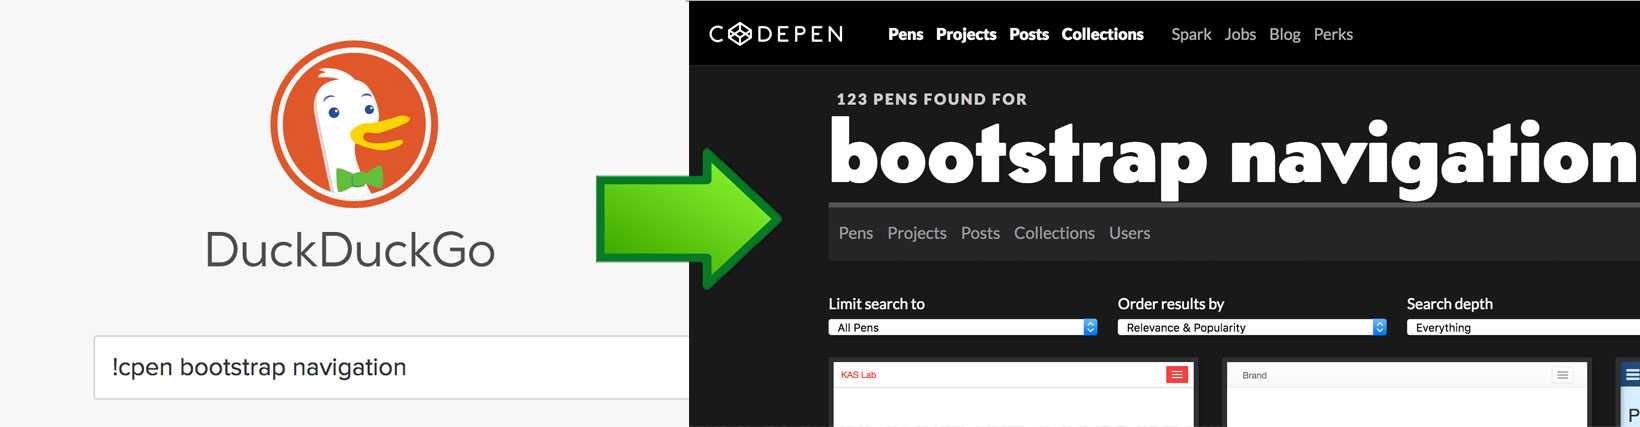 DuckDuckGo
!cpen bootstrap navigation
CODEPEN Pens Projects Posts Collections Spark Jobs Blog Perks
123 PENS FOUND FOR
bootstrap navigation
Pens Projects Posts Collections Users
Limit search to Order results by Search depth
All Pens Relevance & Popularity Everything
KAS Lab Brand
P